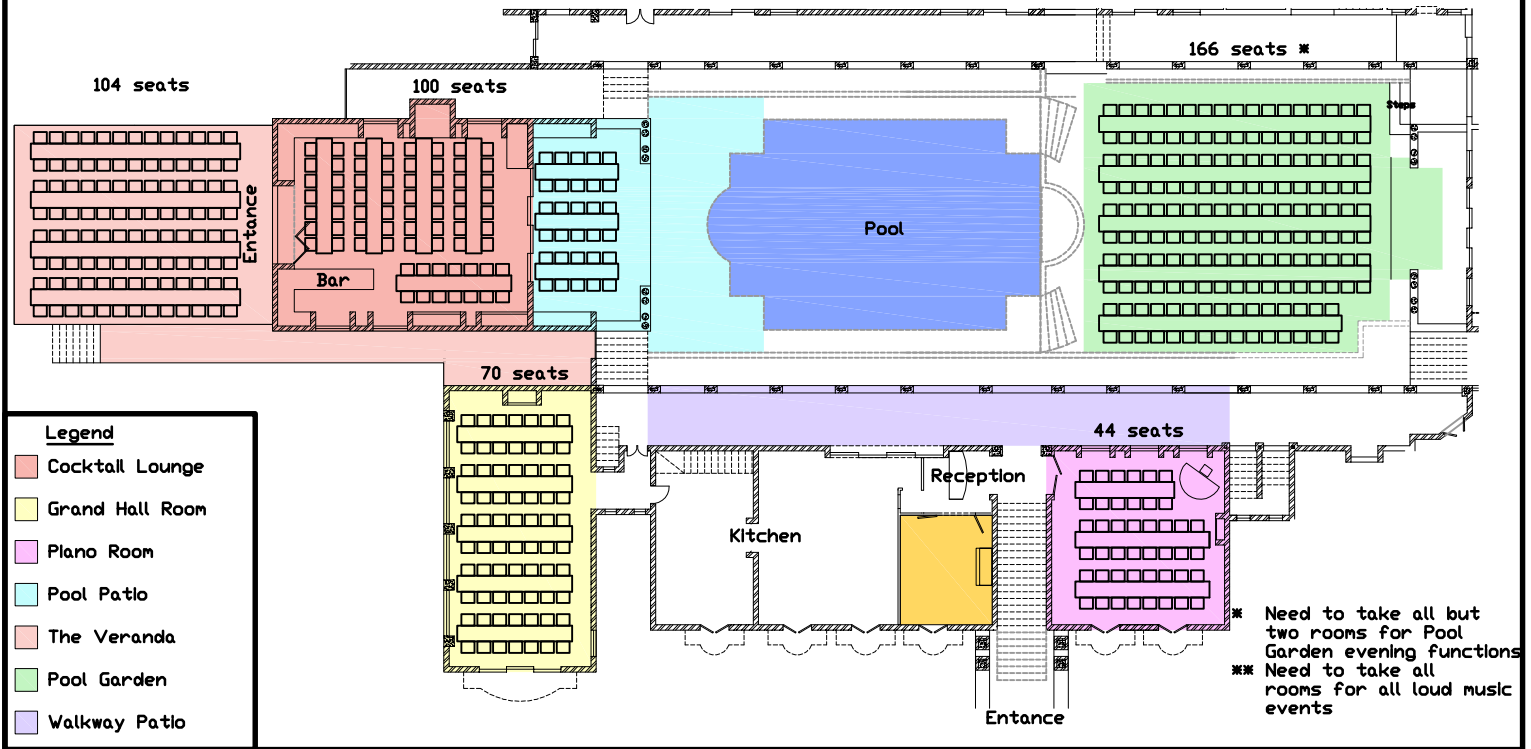 166 seats *
104 seats
100 seats
Steps
Entance
Pool
Bar
70 seats
44 seats
Reception
Kitchen
Legend
Cocktail Lounge
Grand Hall Room
Piano Room
Pool Patio
The Veranda
Pool Garden
Walkway Patio
* Need to take all but
two rooms for Pool
Garden evening functions
** Need to take all
rooms for all loud music
events
Entance